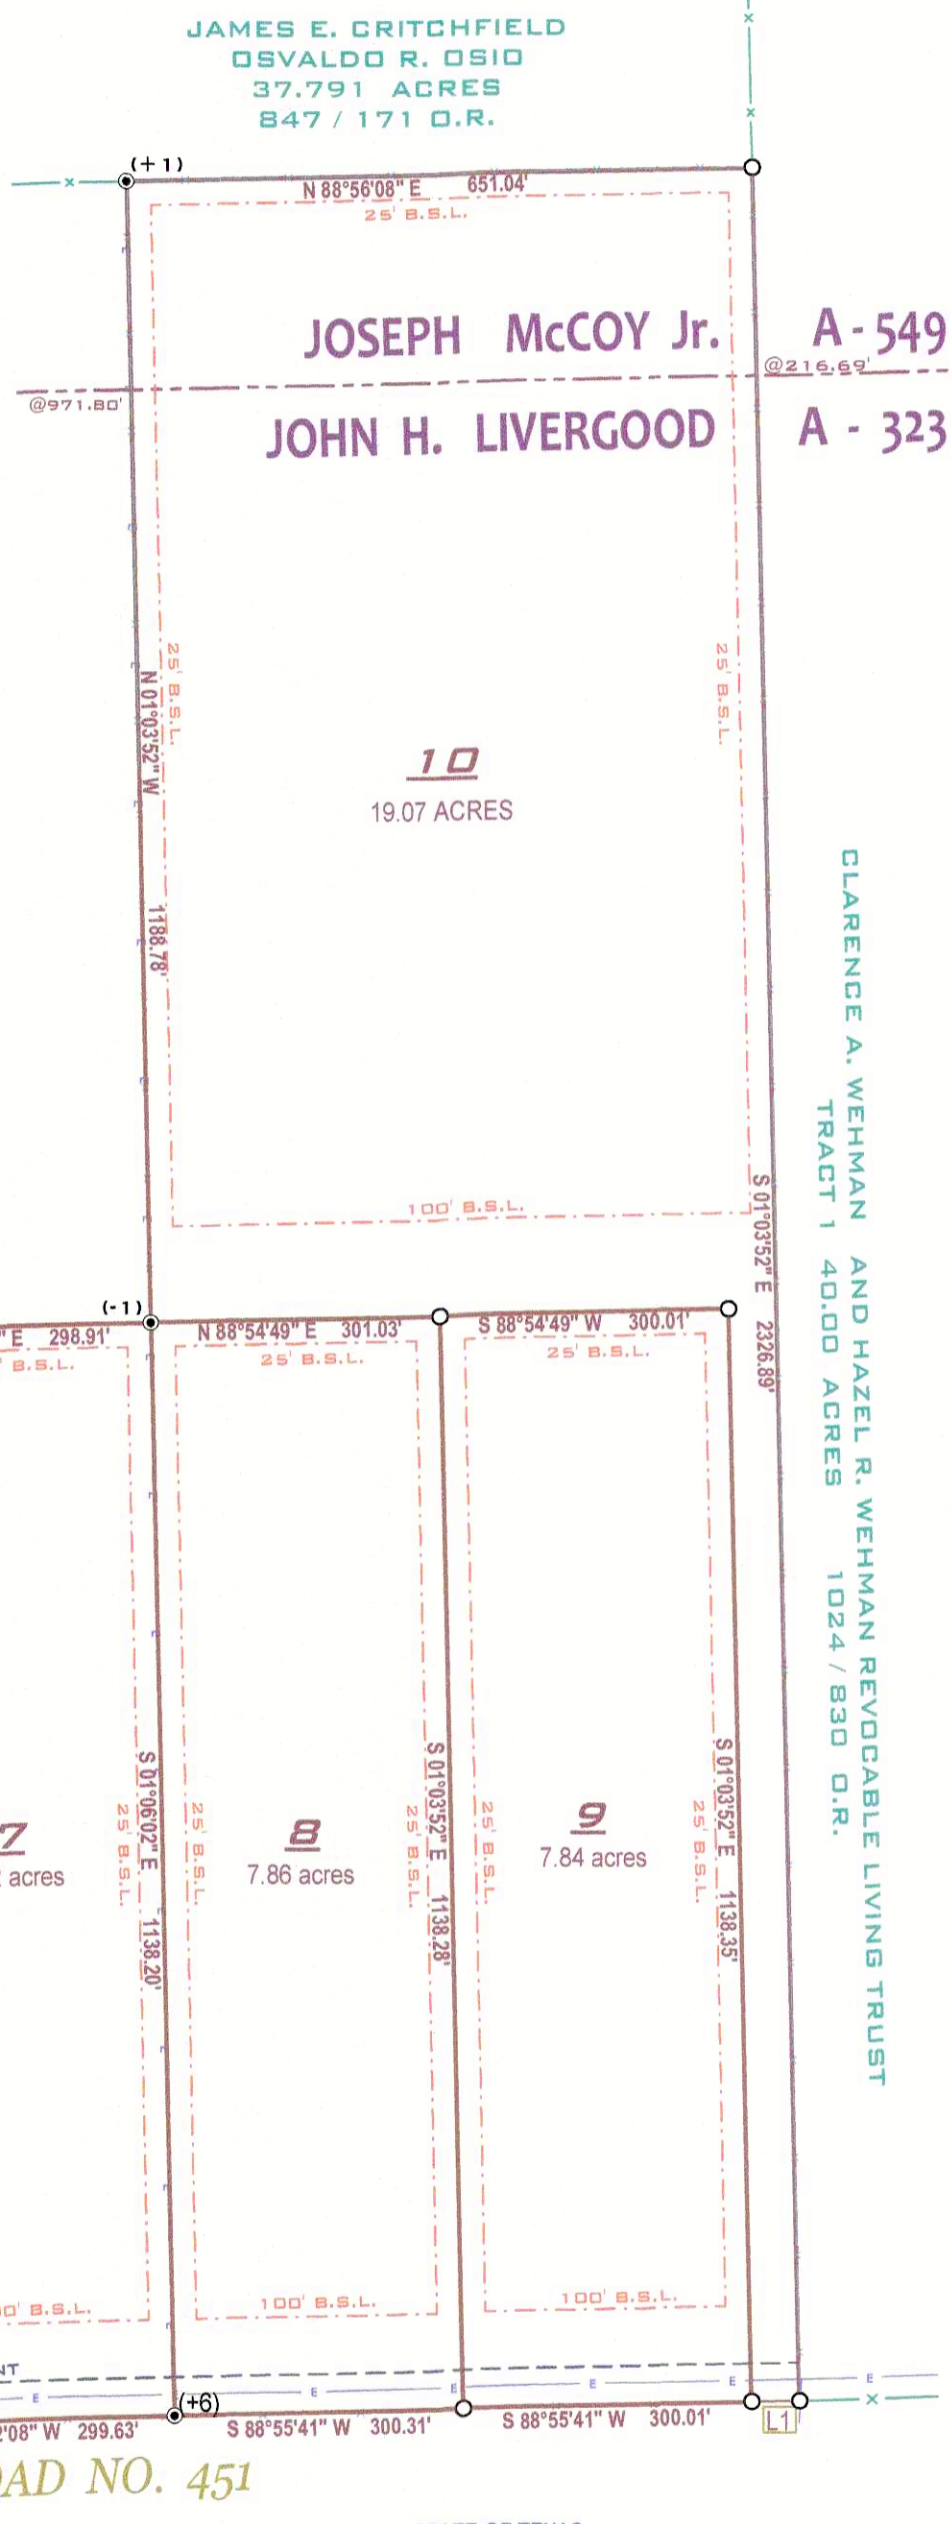 JAMES E. CRITCHFIELD
OSVALDO R. OSIO
37.791 ACRES
847 / 171 O.R.
(+1)
N 88°56'08" E 651.04'
25' B.S.L.
JOSEPH McCOY Jr. A - 549
@216.69'
@971.80'
JOHN H. LIVERGOOD A - 323
25' B.S.L.
25' B.S.L.
N 01°03'52" W 1188.78'
10
19.07 ACRES
CLARENCE A. WEHMAN AND HAZEL R. WEHMAN REVOCABLE LIVING TRUST
TRACT 1 40.00 ACRES 1024 / 830 O.R.
100' B.S.L.
S 01°03'52" E 2326.89'
(-1)
" E 298.91'
N 88°54'49" E 301.03'
S 88°54'49" W 300.01'
B.S.L.
25' B.S.L.
25' B.S.L.
S 01°06'02" E 1138.20'
S 01°03'52" E 1138.28'
S 01°03'52" E 1138.35'
25' B.S.L.
25' B.S.L.
25' B.S.L.
25' B.S.L.
25' B.S.L.
7
acres
8
7.86 acres
9
7.84 acres
0' B.S.L.
100' B.S.L.
100' B.S.L.
NT
E
E
E
E
E
(+6)
2'08" W 299.63'
S 88°55'41" W 300.31'
S 88°55'41" W 300.01'
L1
OAD NO. 451